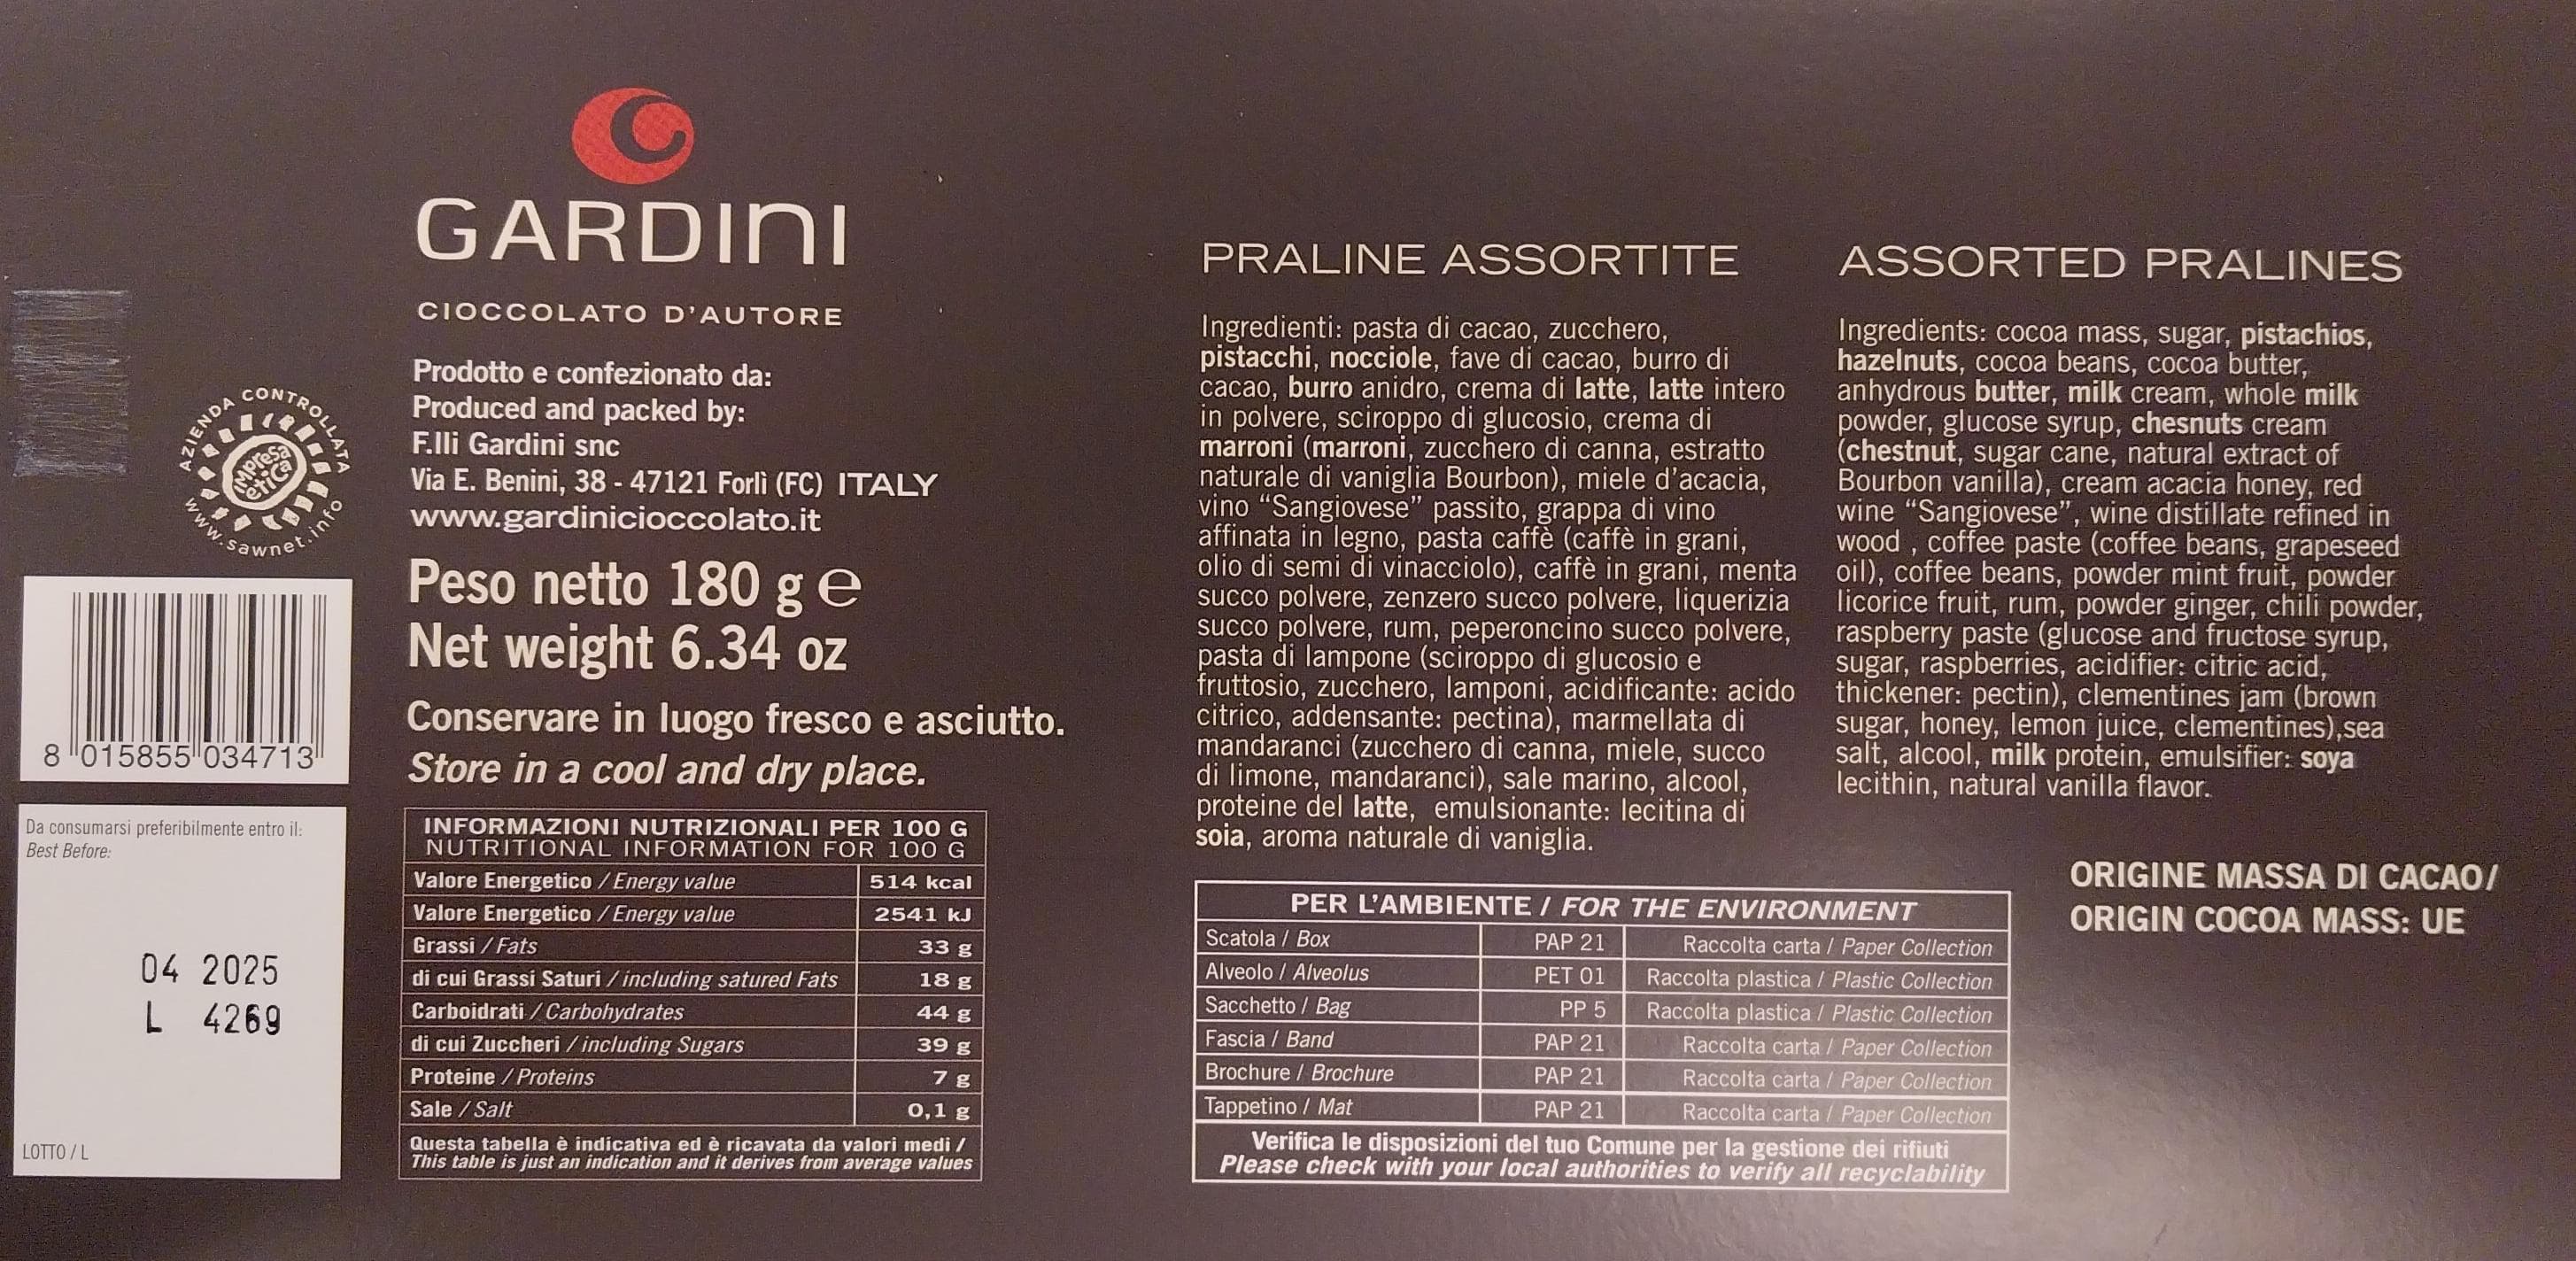 GARDINI
CIOCCOLATO D'AUTORE
Prodotto e confezionato da:
Produced and packed by:
F.lli Gardini snc
Via E. Benini, 38 - 47121 Forlì (FC) ITALY
www.gardinicioccolato.it
Peso netto 180 g e
Net weight 6.34 oz
Conservare in luogo fresco e asciutto.
Store in a cool and dry place.
AZIENDA CONTROLLATA
IMPresa
etica
www.sawnet.info
8 015855 034713
Da consumarsi preferibilmente entro il:
Best Before:
04 2025
L 4269
LOTTO / L
INFORMAZIONI NUTRIZIONALI PER 100 G
NUTRITIONAL INFORMATION FOR 100 G
Valore Energetico / Energy value 514 kcal
Valore Energetico / Energy value 2541 kJ
Grassi / Fats 33 g
di cui Grassi Saturi / including satured Fats 18 g
Carboidrati / Carbohydrates 44 g
di cui Zuccheri / including Sugars 39 g
Proteine / Proteins 7 g
Sale / Salt 0,1 g
Questa tabella è indicativa ed è ricavata da valori medi /
This table is just an indication and it derives from average values
PRALINE ASSORTITE
Ingredienti: pasta di cacao, zucchero,
pistacchi, nocciole, fave di cacao, burro di
cacao, burro anidro, crema di latte, latte intero
in polvere, sciroppo di glucosio, crema di
marroni (marroni, zucchero di canna, estratto
naturale di vaniglia Bourbon), miele d'acacia,
vino “Sangiovese” passito, grappa di vino
affinata in legno, pasta caffè (caffè in grani,
olio di semi di vinacciolo), caffè in grani, menta
succo polvere, zenzero succo polvere, liquerizia
succo polvere, rum, peperoncino succo polvere,
pasta di lampone (sciroppo di glucosio e
fruttosio, zucchero, lamponi, acidificante: acido
citrico, addensante: pectina), marmellata di
mandaranci (zucchero di canna, miele, succo
di limone, mandaranci), sale marino, alcool,
proteine del latte, emulsionante: lecitina di
soia, aroma naturale di vaniglia.
ASSORTED PRALINES
Ingredients: cocoa mass, sugar, pistachios,
hazelnuts, cocoa beans, cocoa butter,
anhydrous butter, milk cream, whole milk
powder, glucose syrup, chesnuts cream
(chestnut, sugar cane, natural extract of
Bourbon vanilla), cream acacia honey, red
wine “Sangiovese”, wine distillate refined in
wood , coffee paste (coffee beans, grapeseed
oil), coffee beans, powder mint fruit, powder
licorice fruit, rum, powder ginger, chili powder,
raspberry paste (glucose and fructose syrup,
sugar, raspberries, acidifier: citric acid,
thickener: pectin), clementines jam (brown
sugar, honey, lemon juice, clementines),sea
salt, alcool, milk protein, emulsifier: soya
lecithin, natural vanilla flavor.
ORIGINE MASSA DI CACAO/
ORIGIN COCOA MASS: UE
PER L'AMBIENTE / FOR THE ENVIRONMENT
Scatola / Box PAP 21 Raccolta carta / Paper Collection
Alveolo / Alveolus PET 01 Raccolta plastica / Plastic Collection
Sacchetto / Bag PP 5 Raccolta plastica / Plastic Collection
Fascia / Band PAP 21 Raccolta carta / Paper Collection
Brochure / Brochure PAP 21 Raccolta carta / Paper Collection
Tappetino / Mat PAP 21 Raccolta carta / Paper Collection
Verifica le disposizioni del tuo Comune per la gestione dei rifiuti
Please check with your local authorities to verify all recyclability